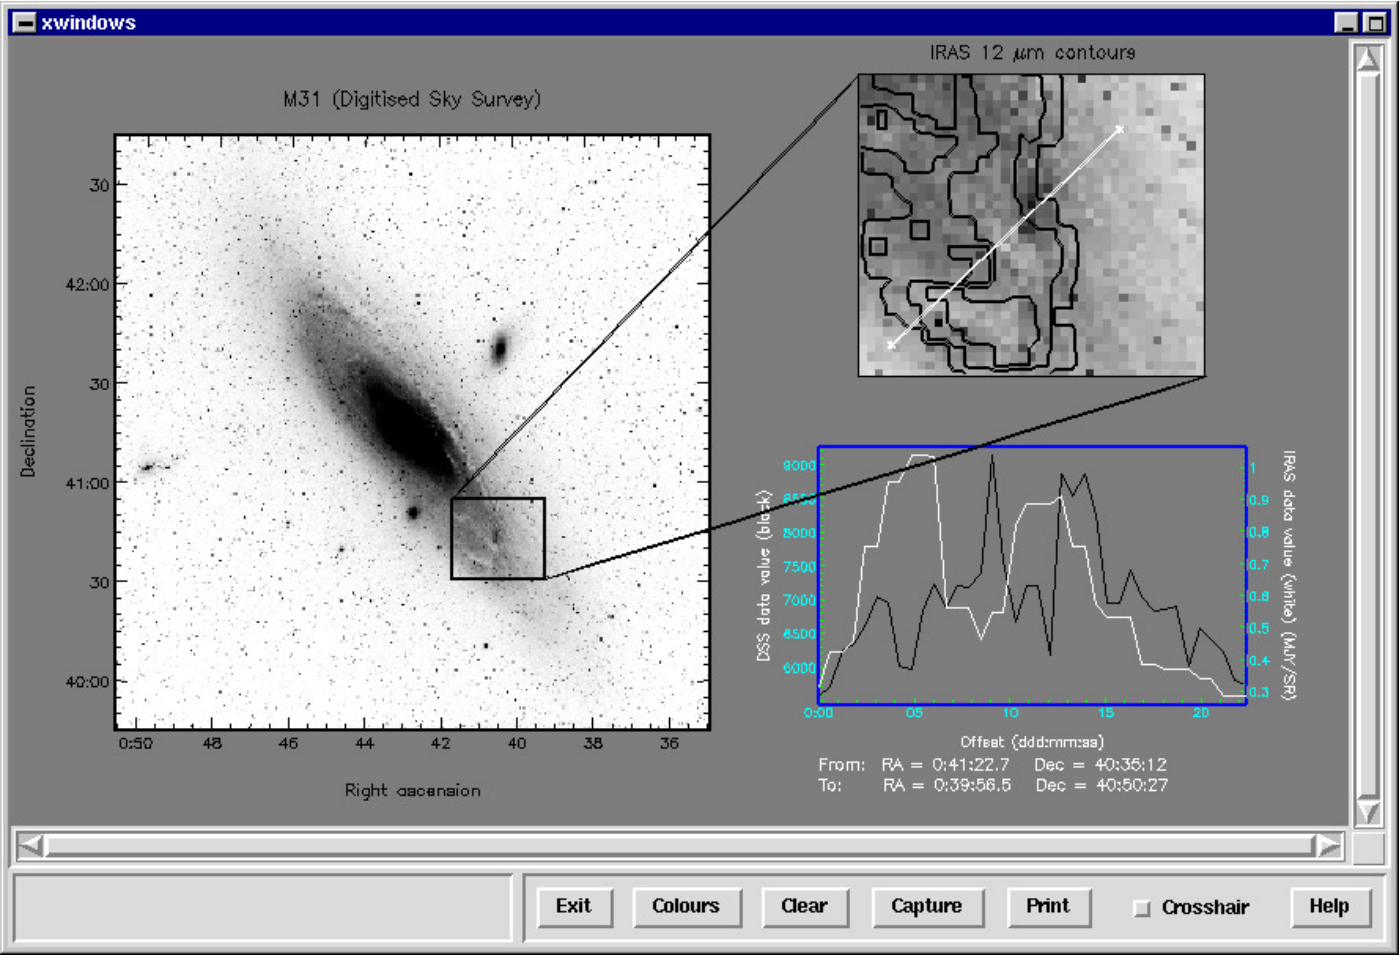 xwindows
IRAS 12 μm contours
M31 (Digitised Sky Survey)
30
42:00
30
41:00
30
40:00
Declination
0:50 48 46 44 42 40 38 36
Right ascension
9000
8500
8000
7500
7000
6500
6000
DSS data value (black)
1
0.9
0.8
0.7
0.6
0.5
0.4
0.3
IRAS data value (white) (MJY/SR)
0:00 05 10 15 20
Offset (ddd:mm:ss)
From: RA = 0:41:22.7 Dec = 40:35:12
To: RA = 0:39:56.5 Dec = 40:50:27
Exit Colours Clear Capture Print Crosshair Help